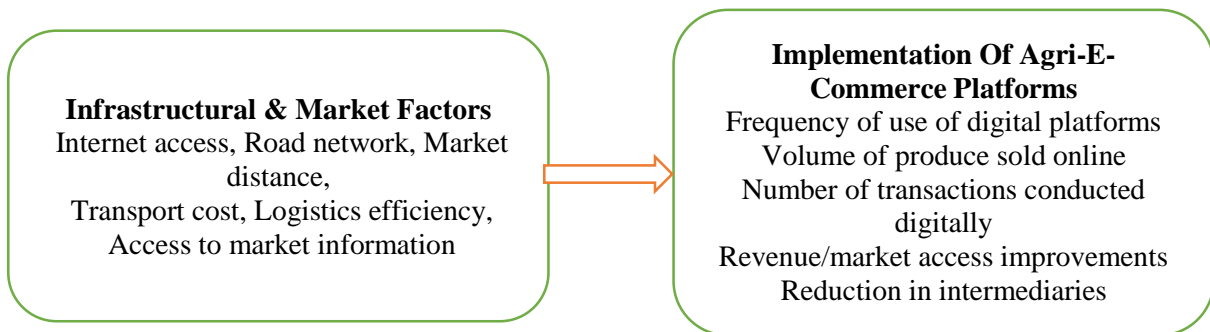 Infrastructural & Market Factors
Internet access, Road network, Market
distance,
Transport cost, Logistics efficiency,
Access to market information
Implementation Of Agri-E-
Commerce Platforms
Frequency of use of digital platforms
Volume of produce sold online
Number of transactions conducted
digitally
Revenue/market access improvements
Reduction in intermediaries